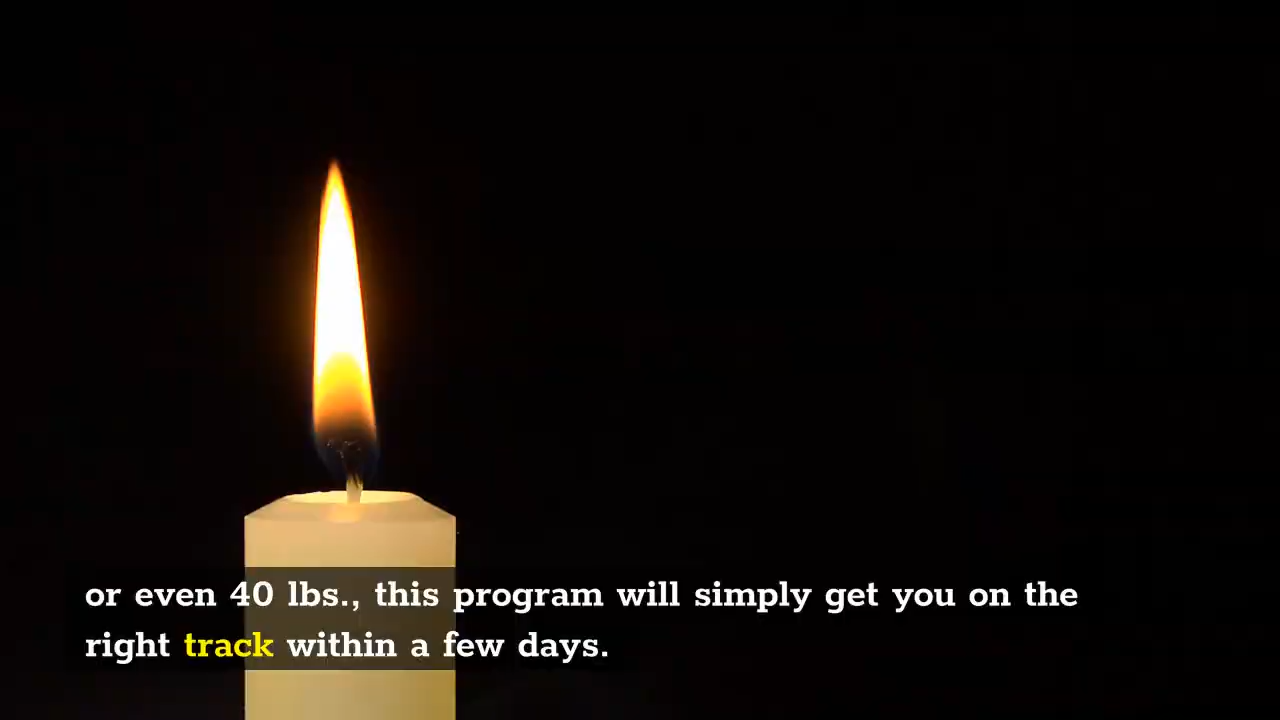 or even 40 lbs., this program will simply get you on the
right track within a few days.